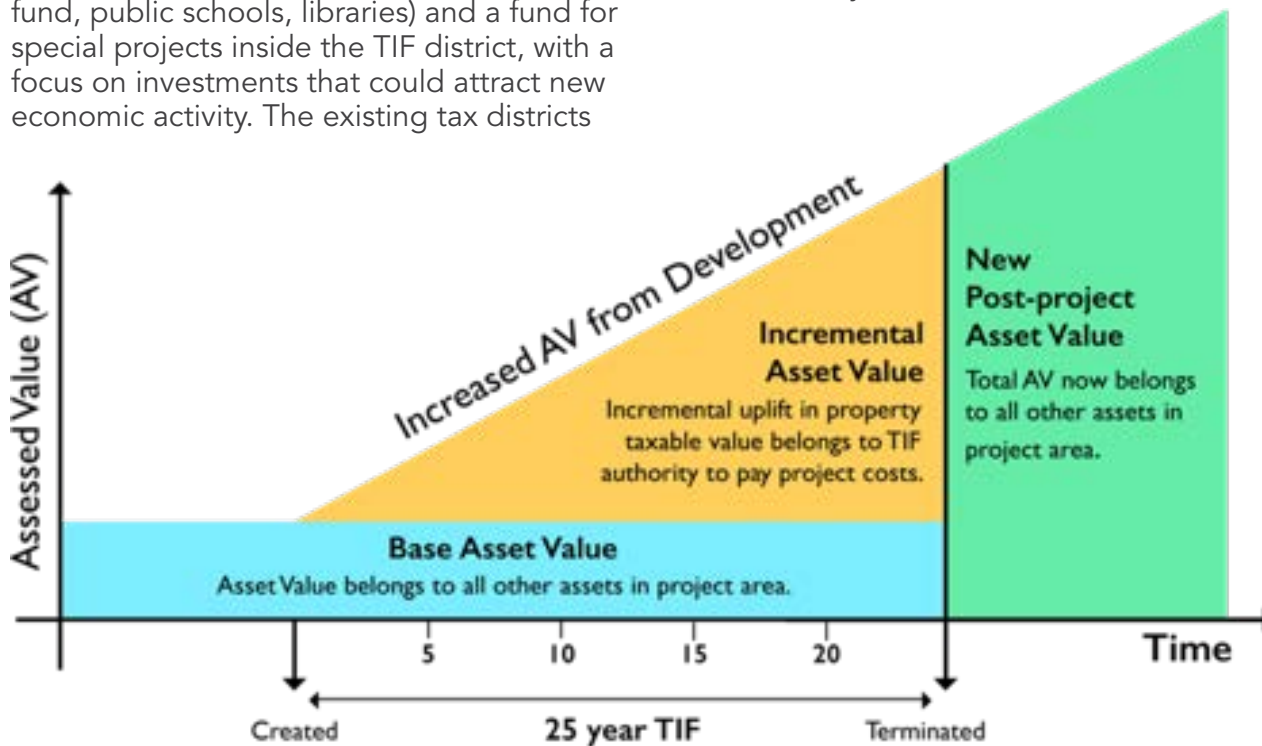 fund, public schools, libraries) and a fund for
special projects inside the TIF district, with a
focus on investments that could attract new
economic activity. The existing tax districts
Assessed Value (AV)
Increased AV from Development
Incremental
Asset Value
Incremental uplift in property
taxable value belongs to TIF
authority to pay project costs.
New
Post-project
Asset Value
Total AV now belongs
to all other assets in
project area.
Base Asset Value
Asset Value belongs to all other assets in project area.
5 10 15 20
Time
Created
25 year TIF
Terminated